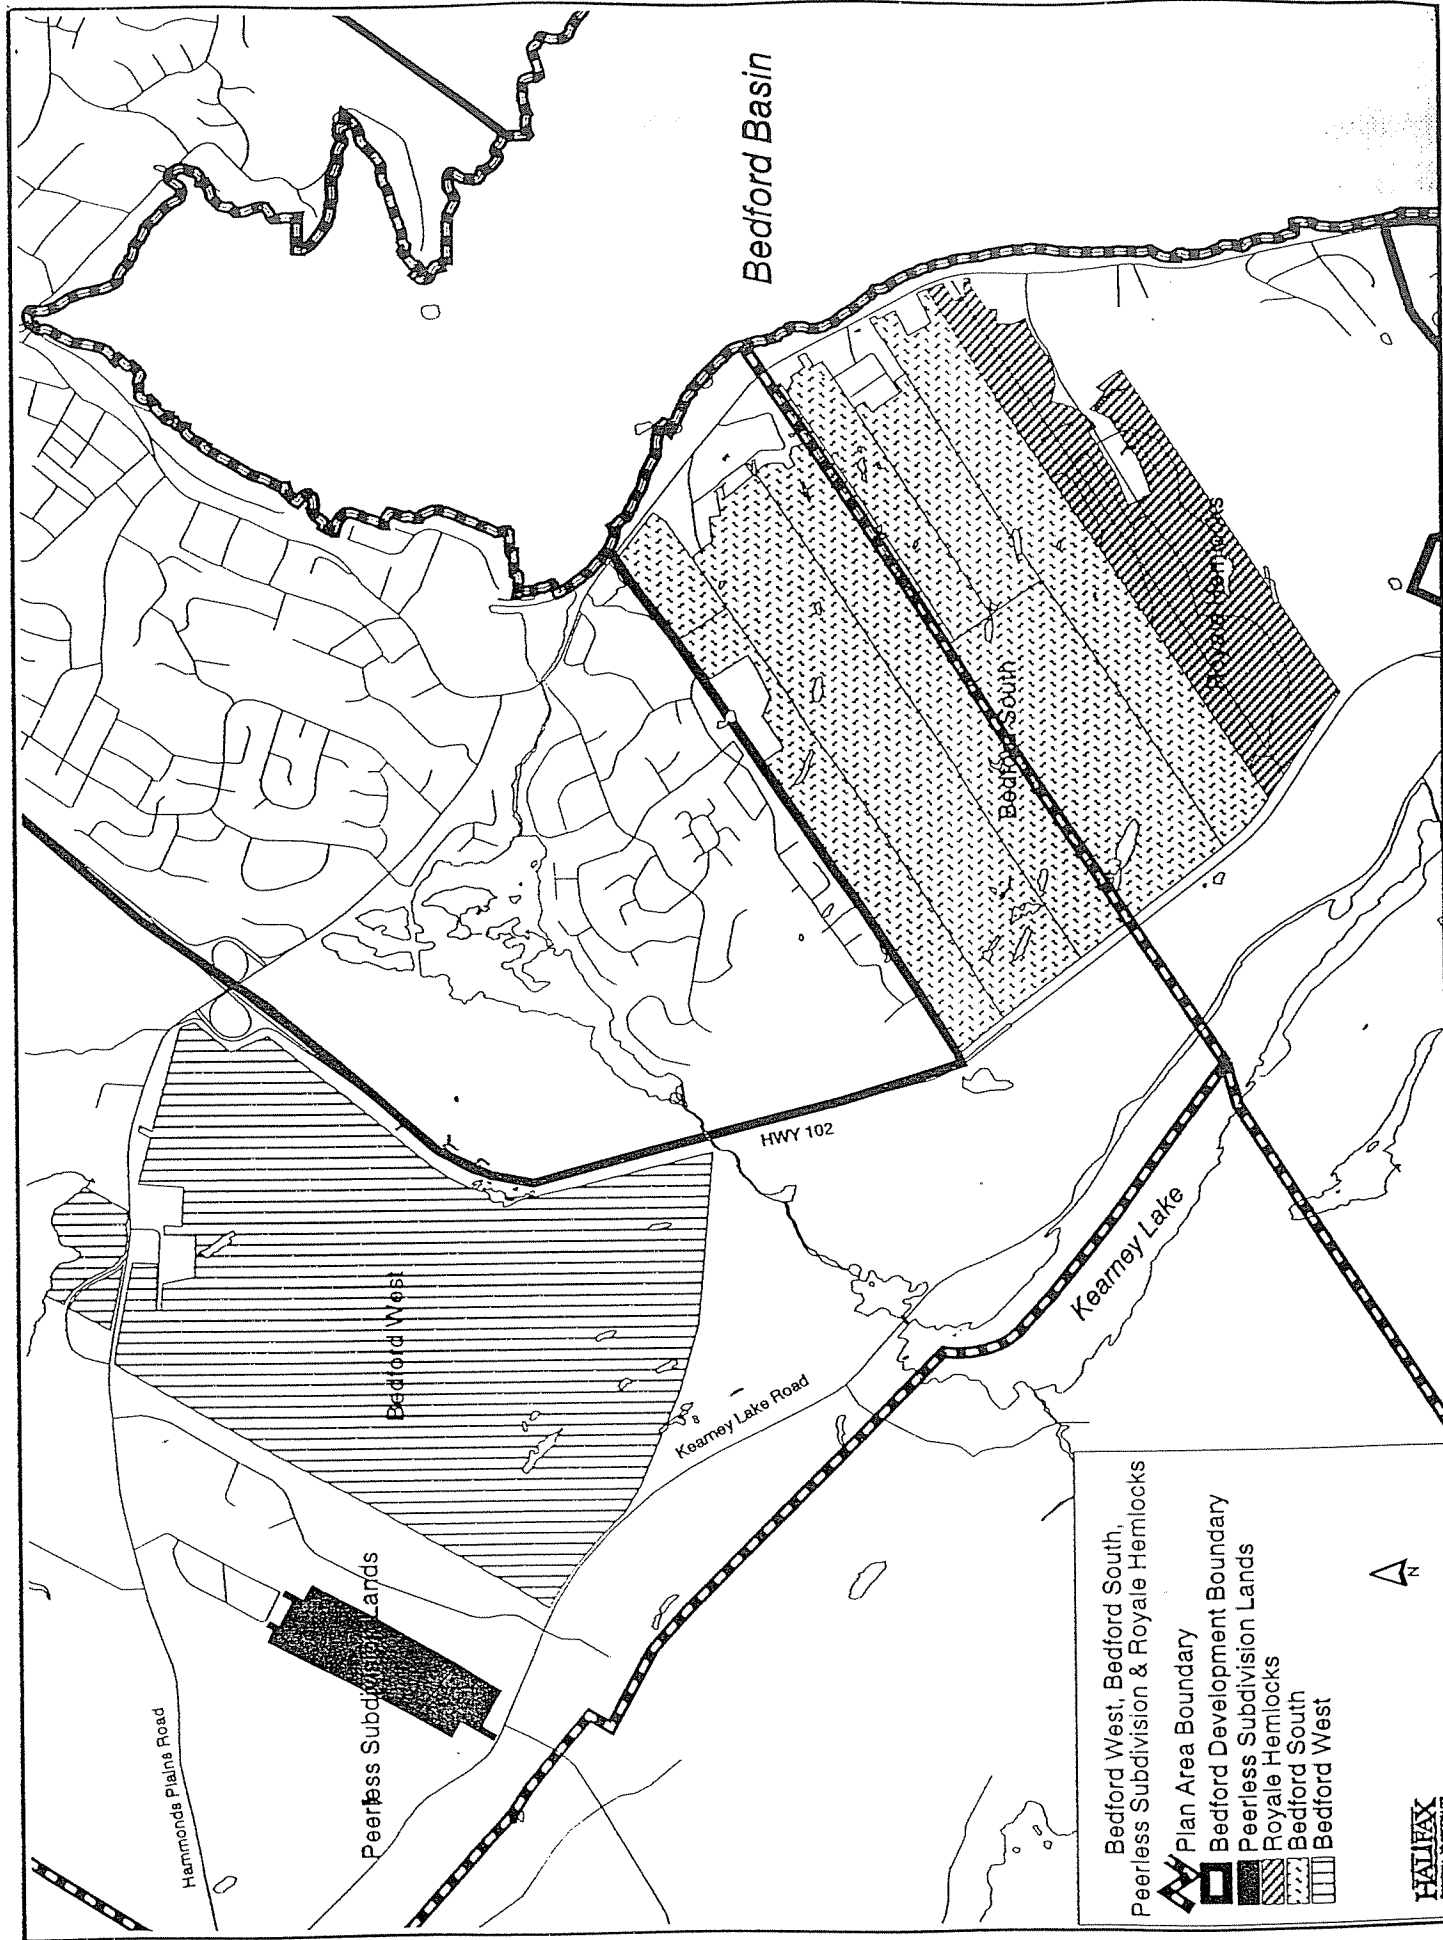 Bedford Basin
Bedford South
Royale Hemlocks
Bedford West
HWY 102
Kearney Lake
Kearney Lake Road
Peerless Subdivision Lands
Hammonds Plains Road
Bedford West, Bedford South,
Peerless Subdivision & Royale Hemlocks
Plan Area Boundary
Bedford Development Boundary
Peerless Subdivision Lands
Royale Hemlocks
Bedford South
Bedford West
N
HALIFAX